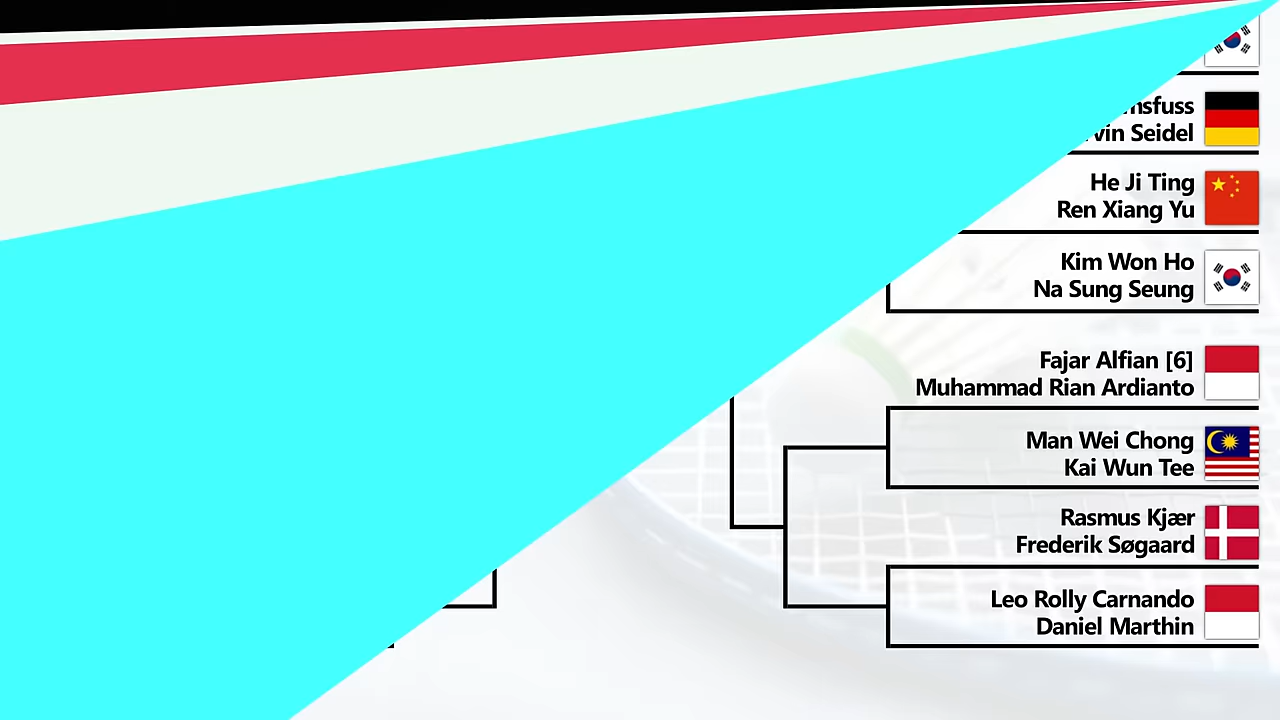 Seidel
He Ji Ting
Ren Xiang Yu
Kim Won Ho
Na Sung Seung
Fajar Alfian [6]
Muhammad Rian Ardianto
Man Wei Chong
Kai Wun Tee
Rasmus Kjær
Frederik Søgaard
Leo Rolly Carnando
Daniel Marthin